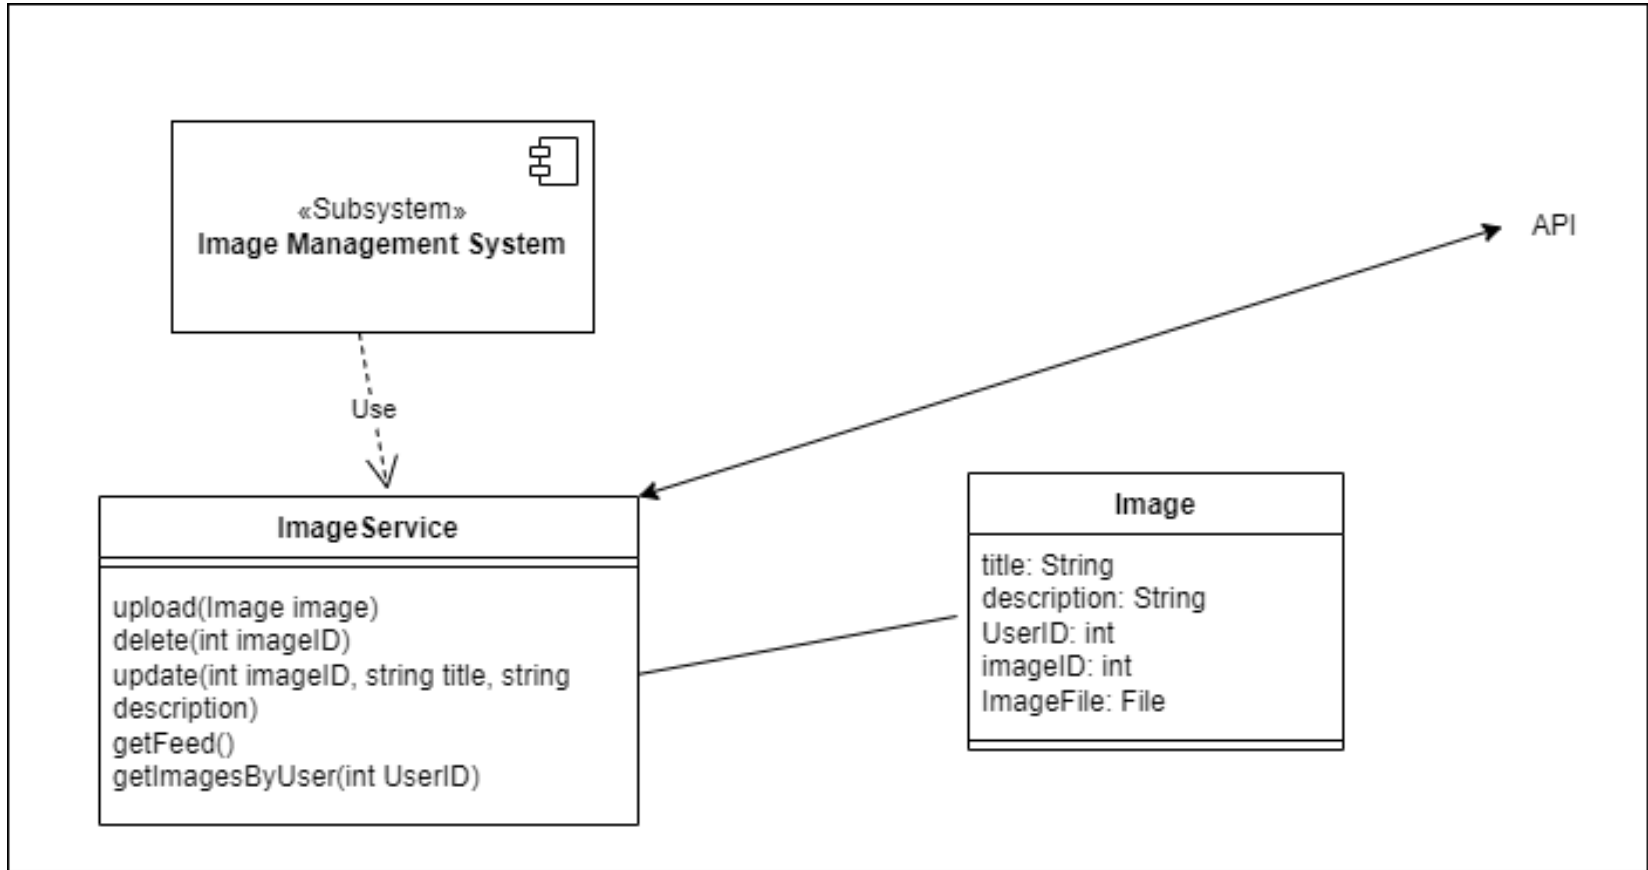 «Subsystem»
Image Management System
API
Use
ImageService
upload(Image image)
delete(int imageID)
update(int imageID, string title, string
description)
getFeed()
getImagesByUser(int UserID)
Image
title: String
description: String
UserID: int
imageID: int
ImageFile: File